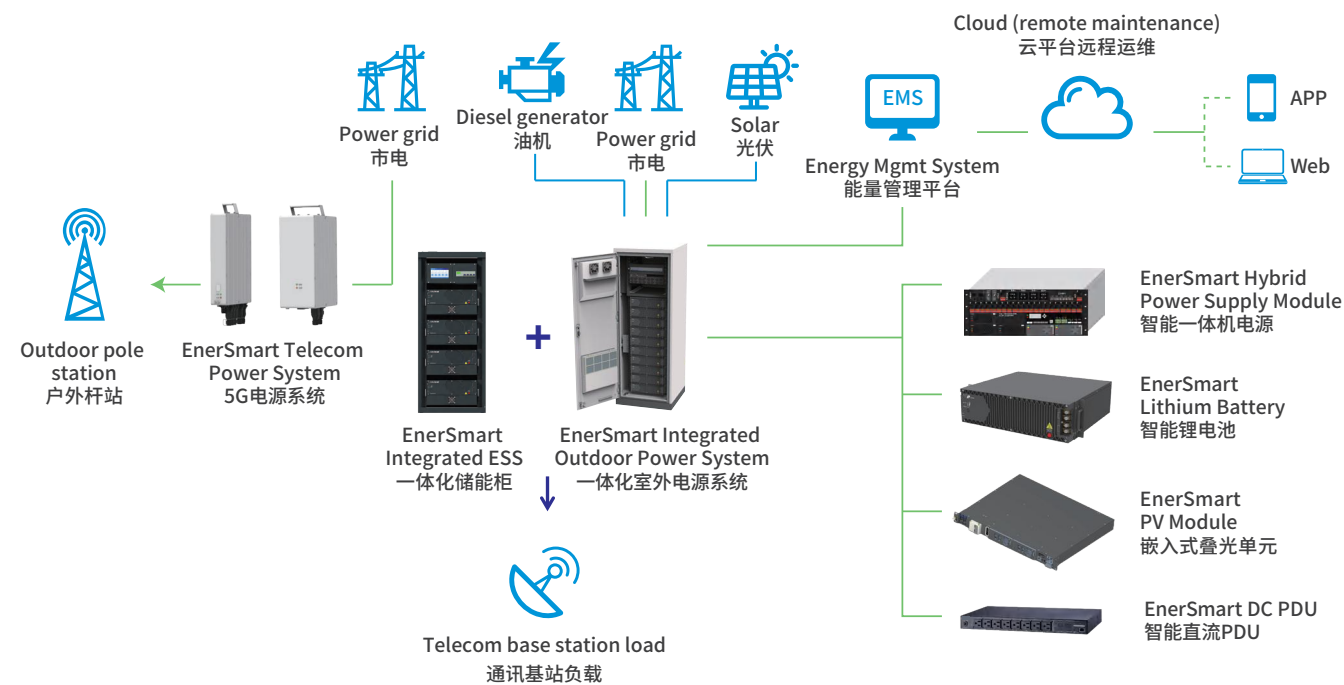 Cloud (remote maintenance)
云平台远程运维
EMS
APP
Diesel generator
油机
Power grid
市电
Power grid
市电
Solar
光伏
Energy Mgmt System
能量管理平台
Web
Outdoor pole
station
户外杆站
EnerSmart Telecom
Power System
5G电源系统
EnerSmart
Integrated ESS
一体化储能柜
EnerSmart Integrated
Outdoor Power System
一体化室外电源系统
EnerSmart Hybrid
Power Supply Module
智能一体机电源
EnerSmart
Lithium Battery
智能锂电池
EnerSmart
PV Module
嵌入式叠光单元
EnerSmart DC PDU
智能直流PDU
Telecom base station load
通讯基站负载